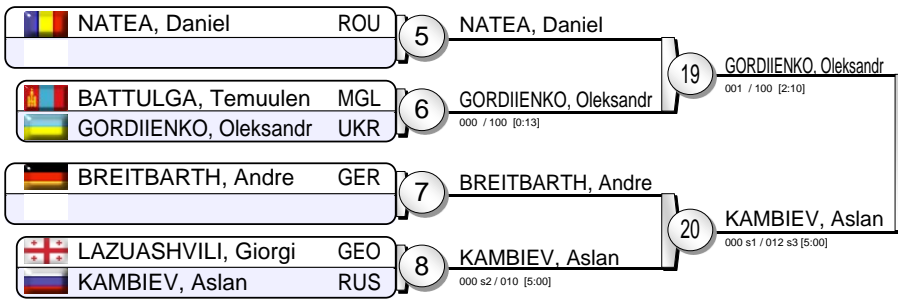 NATEA, Daniel ROU
5
NATEA, Daniel
BATTULGA, Temuulen MGL
GORDIIENKO, Oleksandr UKR
6
GORDIIENKO, Oleksandr
000 / 100 [0:13]
19
GORDIIENKO, Oleksandr
001 / 100 [2:10]
BREITBARTH, Andre GER
7
BREITBARTH, Andre
LAZUASHVILI, Giorgi GEO
KAMBIEV, Aslan RUS
8
KAMBIEV, Aslan
000 s2 / 010 [5:00]
20
KAMBIEV, Aslan
000 s1 / 012 s3 [5:00]